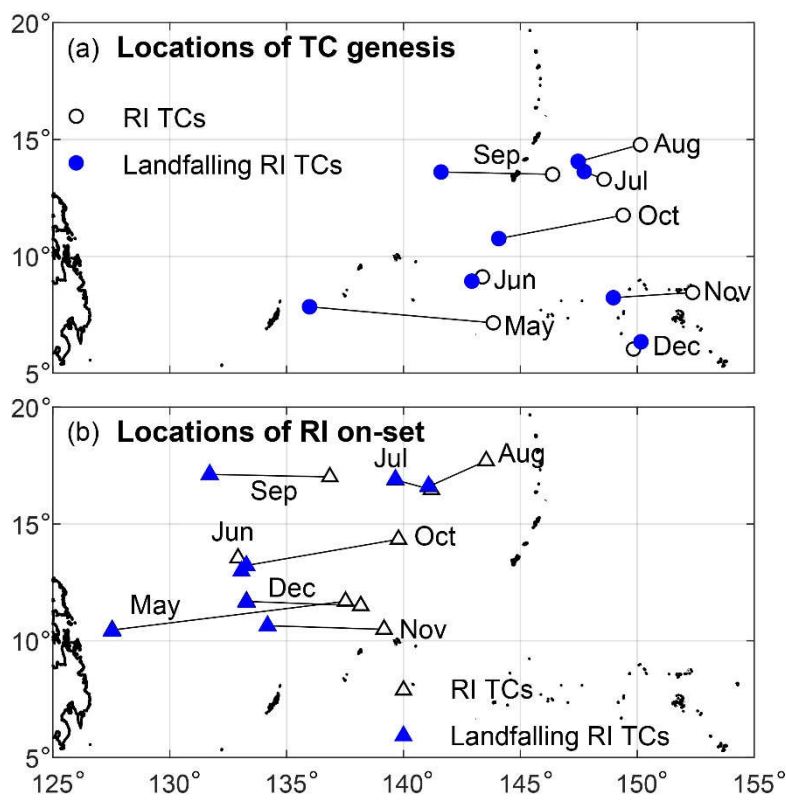 20°
(a) Locations of TC genesis
RI TCs
Landfalling RI TCs
Sep
Aug
15°
Jul
Oct
10°
Jun
Nov
May
Dec
5°
20°
(b) Locations of RI on-set
Jul
Aug
Sep
15°
Jun
Oct
May
Dec
10°
Nov
RI TCs
Landfalling RI TCs
5°
125° 130° 135° 140° 145° 150° 155°